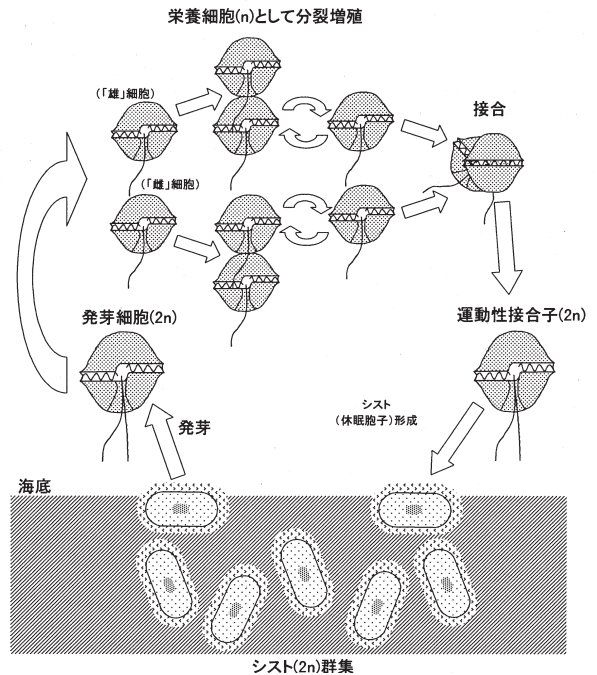 栄養細胞(n)として分裂増殖
(「雄」細胞)
接合
(「雌」細胞)
発芽細胞(2n)
運動性接合子(2n)
シスト
(休眠胞子)形成
発芽
海底
シスト(2n)群集